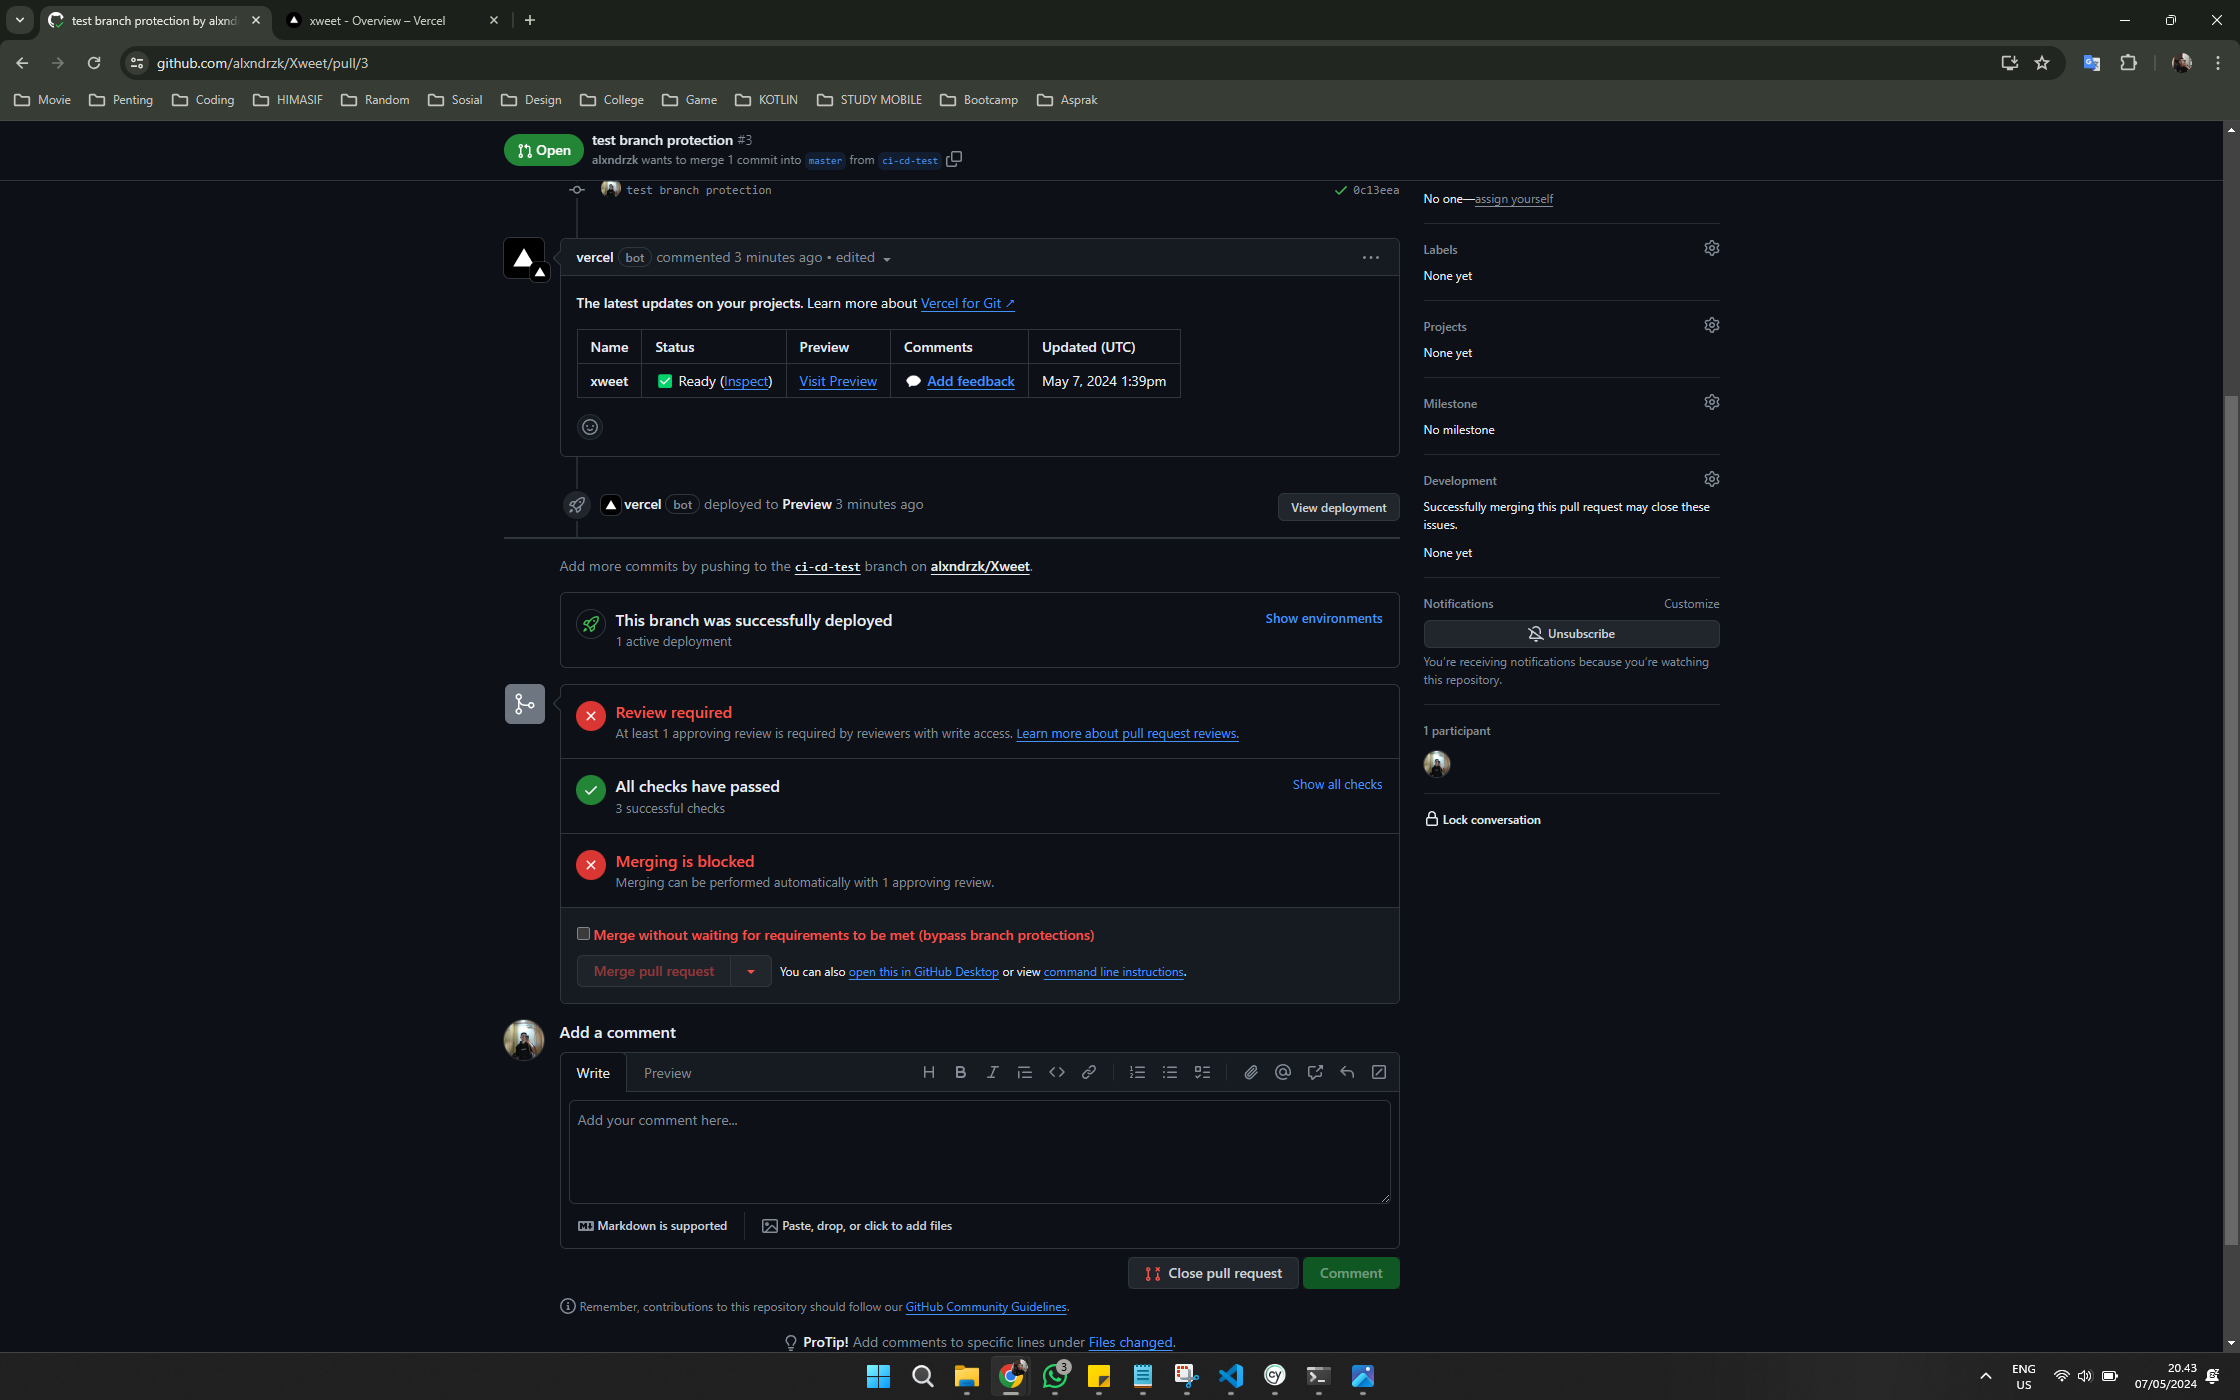 test branch protection by alxnd
xweet - Overview – Vercel
github.com/alxndrzk/Xweet/pull/3
Movie Penting Coding HIMASIF Random Sosial Design College Game KOTLIN STUDY MOBILE Bootcamp Asprak
Open
test branch protection #3
alxndrzk wants to merge 1 commit into master from ci-cd-test
test branch protection
0c13eea
vercel bot commented 3 minutes ago • edited
The latest updates on your projects. Learn more about Vercel for Git ↗
Name Status Preview Comments Updated (UTC)
xweet ✅ Ready (Inspect) Visit Preview 💬 Add feedback May 7, 2024 1:39pm
vercel bot deployed to Preview 3 minutes ago
View deployment
Add more commits by pushing to the ci-cd-test branch on alxndrzk/Xweet.
This branch was successfully deployed
Show environments
1 active deployment
Review required
At least 1 approving review is required by reviewers with write access. Learn more about pull request reviews.
All checks have passed
Show all checks
3 successful checks
Merging is blocked
Merging can be performed automatically with 1 approving review.
Merge without waiting for requirements to be met (bypass branch protections)
Merge pull request
You can also open this in GitHub Desktop or view command line instructions.
Add a comment
Write Preview
H B I
Add your comment here...
Markdown is supported
Paste, drop, or click to add files
Close pull request
Comment
Remember, contributions to this repository should follow our GitHub Community Guidelines.
ProTip! Add comments to specific lines under Files changed.
No one—assign yourself
Labels
None yet
Projects
None yet
Milestone
No milestone
Development
Successfully merging this pull request may close these
issues.
None yet
Notifications
Customize
Unsubscribe
You're receiving notifications because you're watching
this repository.
1 participant
Lock conversation
3
cy
ENG
US
20.43
07/05/2024